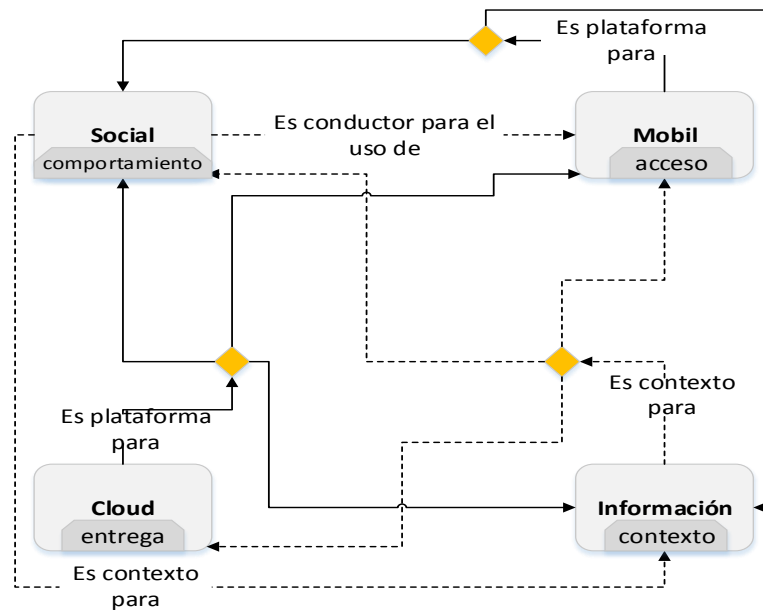 Es plataforma
para
Social
comportamiento
Es conductor para el
uso de
Mobil
acceso
Es contexto
para
Es plataforma
para
Cloud
entrega
Información
contexto
Es contexto
para